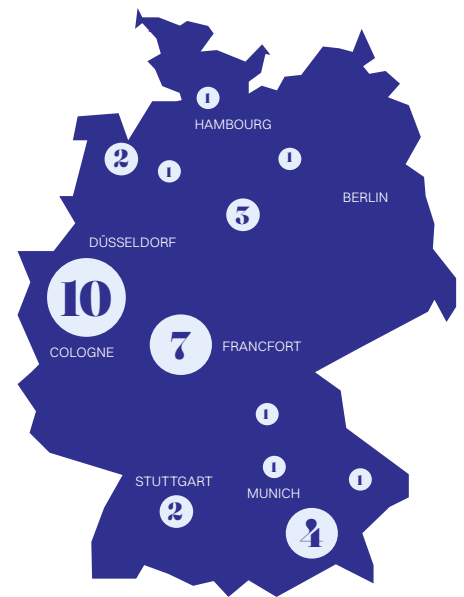 1
HAMBOURG
2
1
1
BERLIN
3
DÜSSELDORF
10
COLOGNE
7
FRANCFORT
1
1
1
STUTTGART
MUNICH
2
4